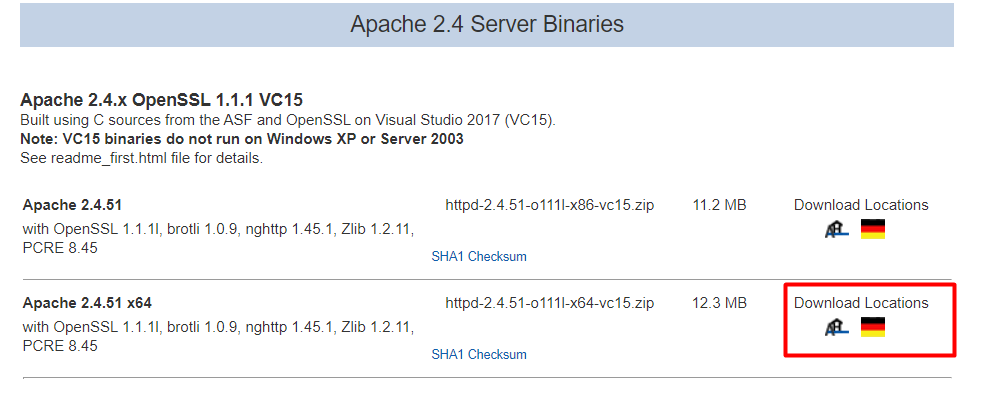 Apache 2.4 Server Binaries
Apache 2.4.x OpenSSL 1.1.1 VC15
Built using C sources from the ASF and OpenSSL on Visual Studio 2017 (VC15).
Note: VC15 binaries do not run on Windows XP or Server 2003
See readme_first.html file for details.
Apache 2.4.51 httpd-2.4.51-o111l-x86-vc15.zip 11.2 MB Download Locations
with OpenSSL 1.1.1l, brotli 1.0.9, nghttp 1.45.1, Zlib 1.2.11,
PCRE 8.45
SHA1 Checksum
Apache 2.4.51 x64 httpd-2.4.51-o111l-x64-vc15.zip 12.3 MB Download Locations
with OpenSSL 1.1.1l, brotli 1.0.9, nghttp 1.45.1, Zlib 1.2.11,
PCRE 8.45
SHA1 Checksum